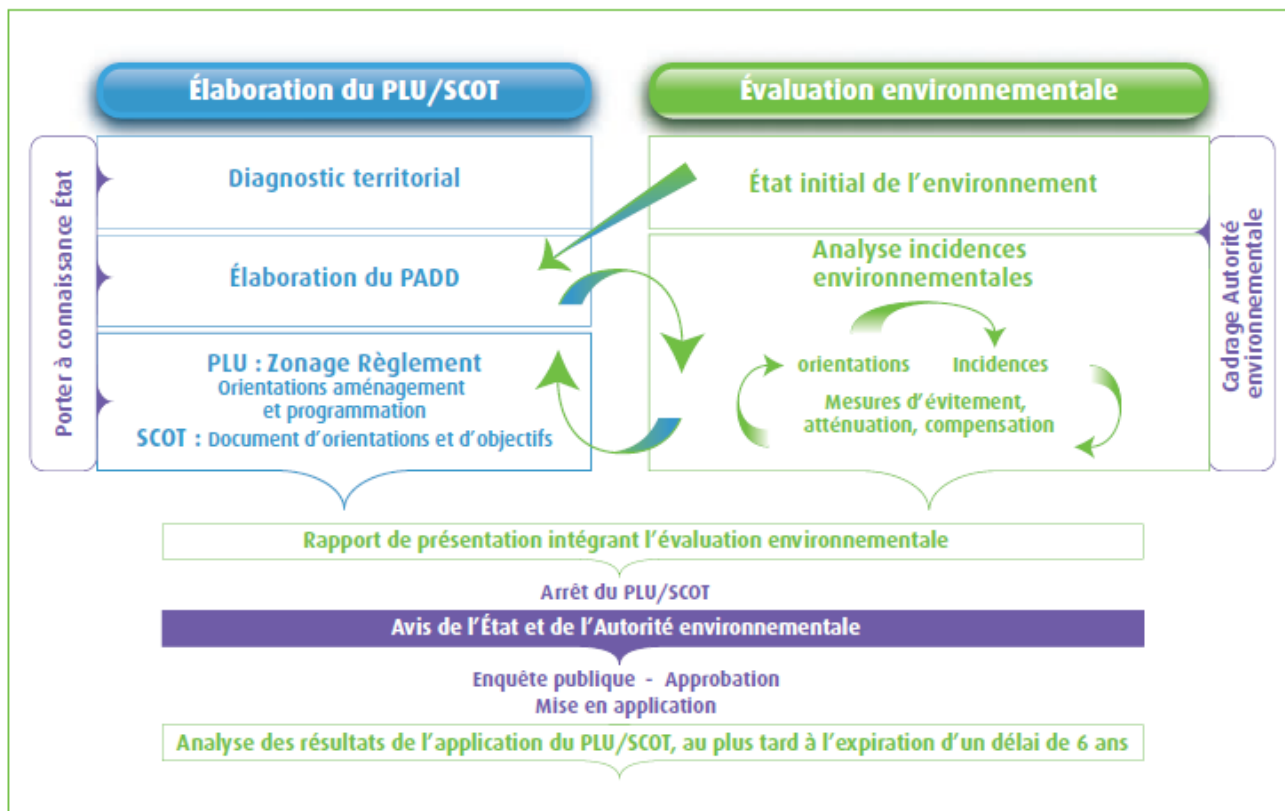 Élaboration du PLU/SCOT
Évaluation environnementale
Porter à connaissance État
Diagnostic territorial
Élaboration du PADD
PLU : Zonage Règlement
Orientations aménagement
et programmation
SCOT : Document d'orientations et d'objectifs
État initial de l'environnement
Analyse incidences
environnementales
orientations
Incidences
Mesures d'évitement,
atténuation, compensation
Cadrage Autorité
environnementale
Rapport de présentation intégrant l'évaluation environnementale
Arrêt du PLU/SCOT
Avis de l'État et de l'Autorité environnementale
Enquête publique - Approbation
Mise en application
Analyse des résultats de l'application du PLU/SCOT, au plus tard à l'expiration d'un délai de 6 ans